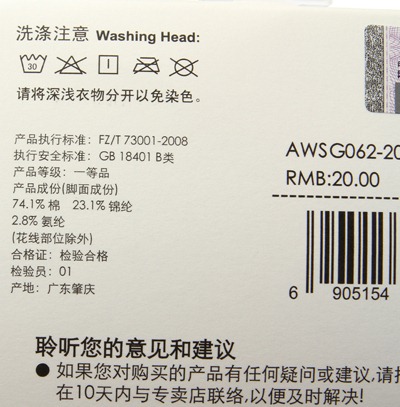 洗涤注意 Washing Head:
30
请将深浅衣物分开以免染色。
产品执行标准: FZ/T 73001-2008
执行安全标准: GB 18401 B类
产品等级: 一等品
产品成份(脚面成份)
74.1% 棉 23.1% 锦纶
2.8% 氨纶
(花线部位除外)
合格证: 检验合格
检验员: 01
产地: 广东肇庆
AWSG062-20
RMB:20.00
6 905154
聆听您的意见和建议
● 如果您对购买的产品有任何疑问或建议,请
在10天内与专卖店联络,以便及时解决!